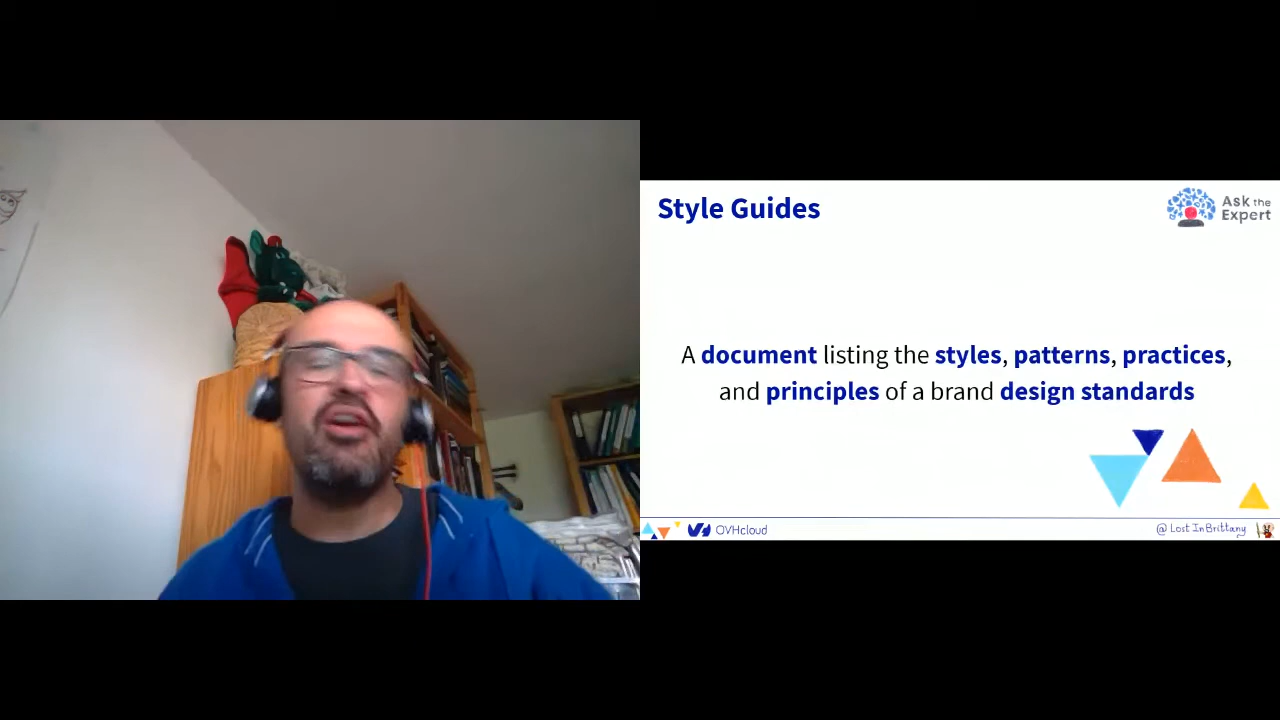 Style Guides
Ask the
Expert
A document listing the styles, patterns, practices,
and principles of a brand design standards
OVHcloud
@LostInBrittany